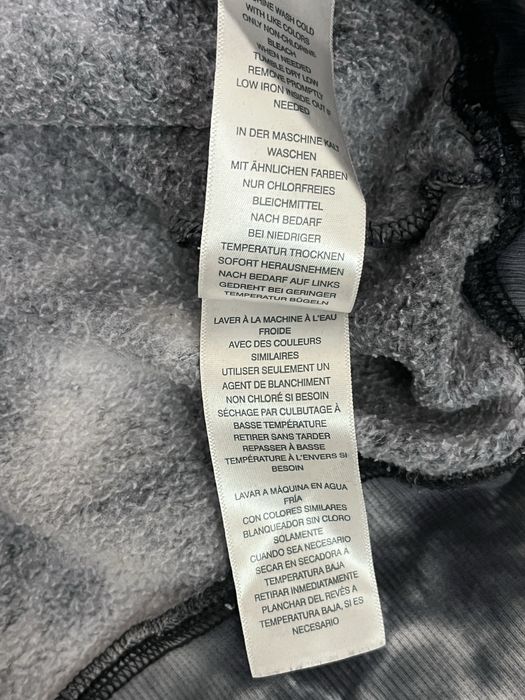 WASH COLD
WITH LIKE COLORS
ONLY NON-CHLORINE
BLEACH
WHEN NEEDED
TUMBLE DRY LOW
REMOVE PROMPTLY
LOW IRON INSIDE OUT IF
NEEDED
IN DER MASCHINE KALT
WASCHEN
MIT ÄHNLICHEN FARBEN
NUR CHLORFREIES
BLEICHMITTEL
NACH BEDARF
BEI NIEDRIGER
TEMPERATUR TROCKNEN
SOFORT HERAUSNEHMEN
NACH BEDARF AUF LINKS
GEDREHT BEI GERINGER
TEMPERATUR BÜGELN
LAVER À LA MACHINE À L'EAU
FROIDE
AVEC DES COULEURS
SIMILAIRES
UTILISER SEULEMENT UN
AGENT DE BLANCHIMENT
NON CHLORÉ SI BESOIN
SÉCHAGE PAR CULBUTAGE À
BASSE TEMPÉRATURE
RETIRER SANS TARDER
REPASSER À BASSE
TEMPÉRATURE À L'ENVERS SI
BESOIN
LAVAR A MÁQUINA EN AGUA
FRÍA
CON COLORES SIMILARES
BLANQUEADOR SIN CLORO
SOLAMENTE
CUANDO SEA NECESARIO
SECAR EN SECADORA A
TEMPERATURA BAJA
RETIRAR INMEDIATAMENTE
PLANCHAR DEL REVÉS A
TEMPERATURA BAJA, SI ES
NECESARIO